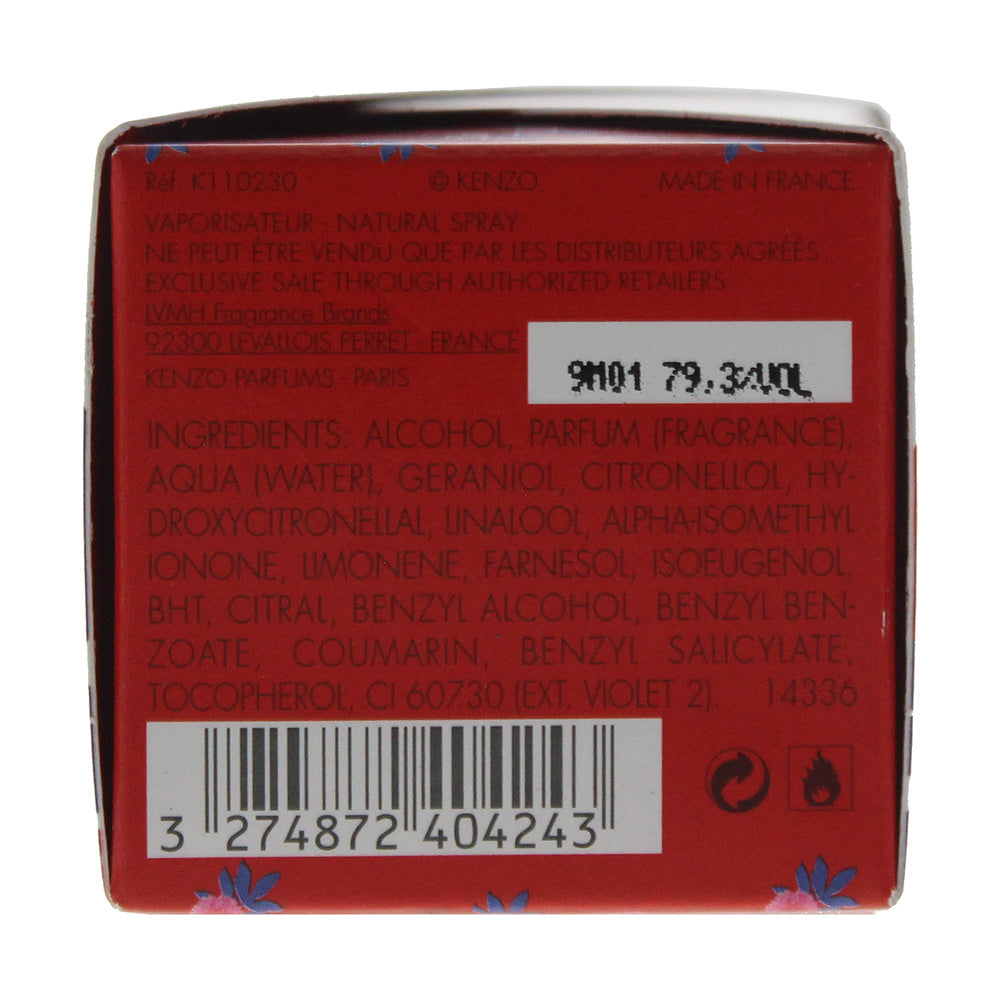 Réf. K110230 © KENZO MADE IN FRANCE
VAPORISATEUR - NATURAL SPRAY
NE PEUT ÊTRE VENDU QUE PAR LES DISTRIBUTEURS AGRÉÉS
EXCLUSIVE SALE THROUGH AUTHORIZED RETAILERS
LVMH Fragrance Brands
92300 LEVALLOIS PERRET - FRANCE
KENZO PARFUMS - PARIS
9M01 79.3%VOL
INGREDIENTS: ALCOHOL, PARFUM (FRAGRANCE),
AQUA (WATER), GERANIOL, CITRONELLOL, HY-
DROXYCITRONELLAL, LINALOOL, ALPHA-ISOMETHYL
IONONE, LIMONENE, FARNESOL, ISOEUGENOL,
BHT, CITRAL, BENZYL ALCOHOL, BENZYL BEN-
ZOATE, COUMARIN, BENZYL SALICYLATE,
TOCOPHEROL, CI 60730 (EXT. VIOLET 2). 14336
3 274872 404243